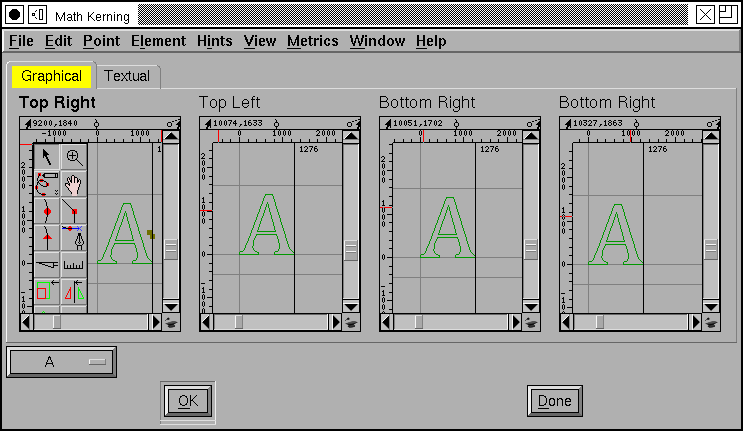 Math Kerning
File Edit Point Element Hints View Metrics Window Help
Graphical Textual
Top Right Top Left Bottom Right Bottom Right
9200,1840 10074,1633 10051,1702 10327,1863
-1000 0 1000 0 1000 2000 0 1000 2000 0 1000 2000
1276 1276 1276
A
OK Done